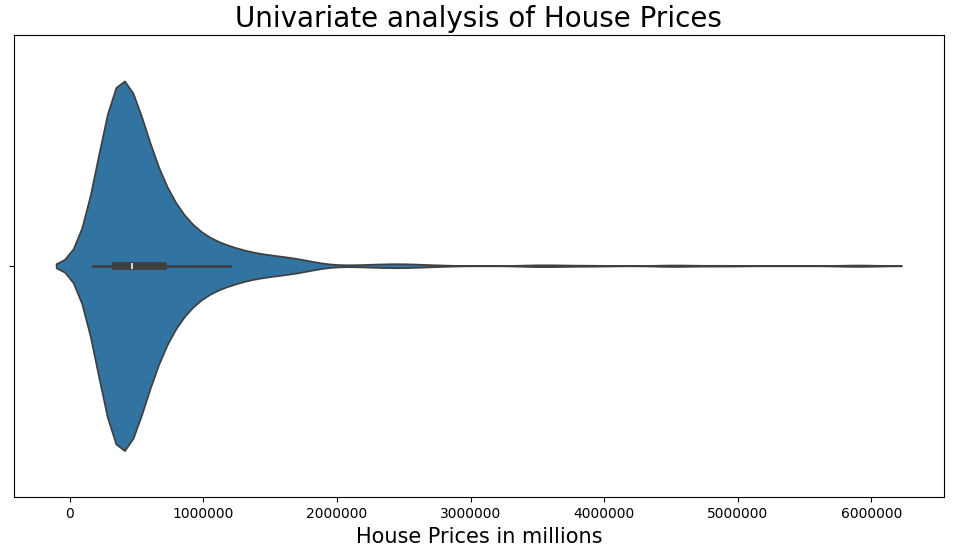 Univariate analysis of House Prices
0 1000000 2000000 3000000 4000000 5000000 6000000
House Prices in millions